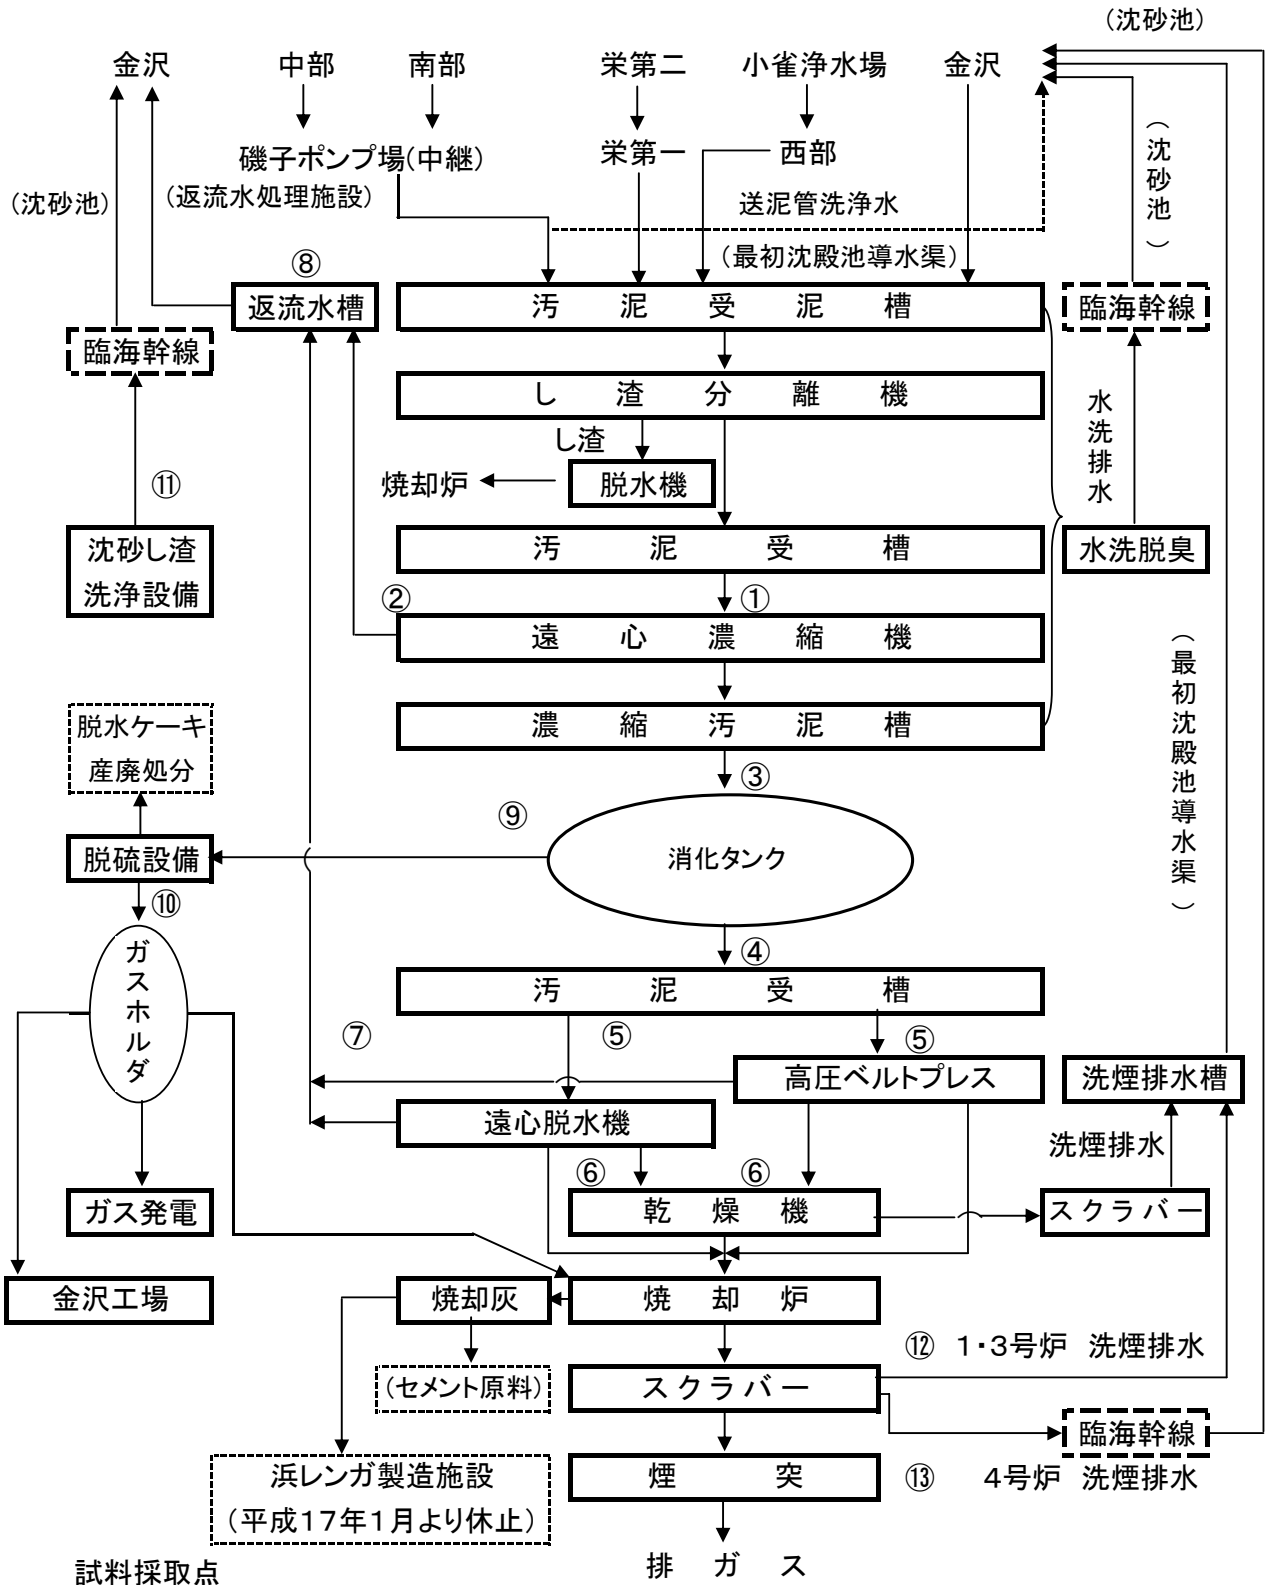 （沈砂池）
金沢
中部
南部
栄第二
小雀浄水場
金沢
磯子ポンプ場(中継)
栄第一
西部
（沈砂池）
（沈砂池）
（返流水処理施設）
送泥管洗浄水
（最初沈殿池導水渠）
⑧
返流水槽
汚泥受泥槽
臨海幹線
臨海幹線
し渣分離機
水洗排水
し渣
焼却炉
脱水機
⑪
沈砂し渣
洗浄設備
汚泥受槽
水洗脱臭
②
①
遠心濃縮機
（最初沈殿池導水渠）
脱水ケーキ
産廃処分
濃縮汚泥槽
③
⑨
脱硫設備
消化タンク
⑩
ガスホルダ
④
汚泥受槽
⑦
⑤
⑤
高圧ベルトプレス
洗煙排水槽
遠心脱水機
洗煙排水
⑥
⑥
ガス発電
乾燥機
スクラバー
金沢工場
焼却灰
焼却炉
⑫ 1・3号炉 洗煙排水
(セメント原料)
スクラバー
臨海幹線
浜レンガ製造施設
（平成17年1月より休止）
煙突
⑬ 4号炉 洗煙排水
排ガス
試料採取点